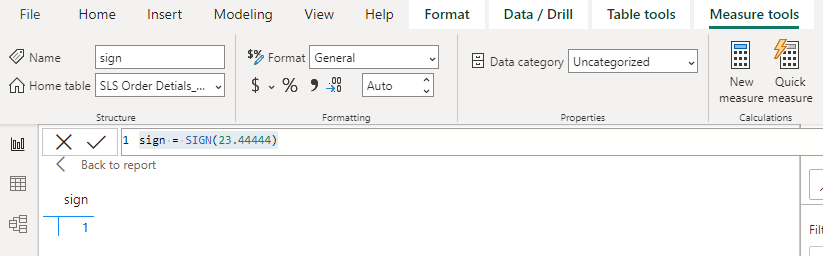 File Home Insert Modeling View Help Format Data / Drill Table tools Measure tools
Name sign
Home table SLS Order Detials_...
Structure
$% Format General
$ % , .00 Auto
Formatting
Data category Uncategorized
Properties
New measure
Quick measure
Calculations
1 sign = SIGN(23.44444)
Back to report
sign
1